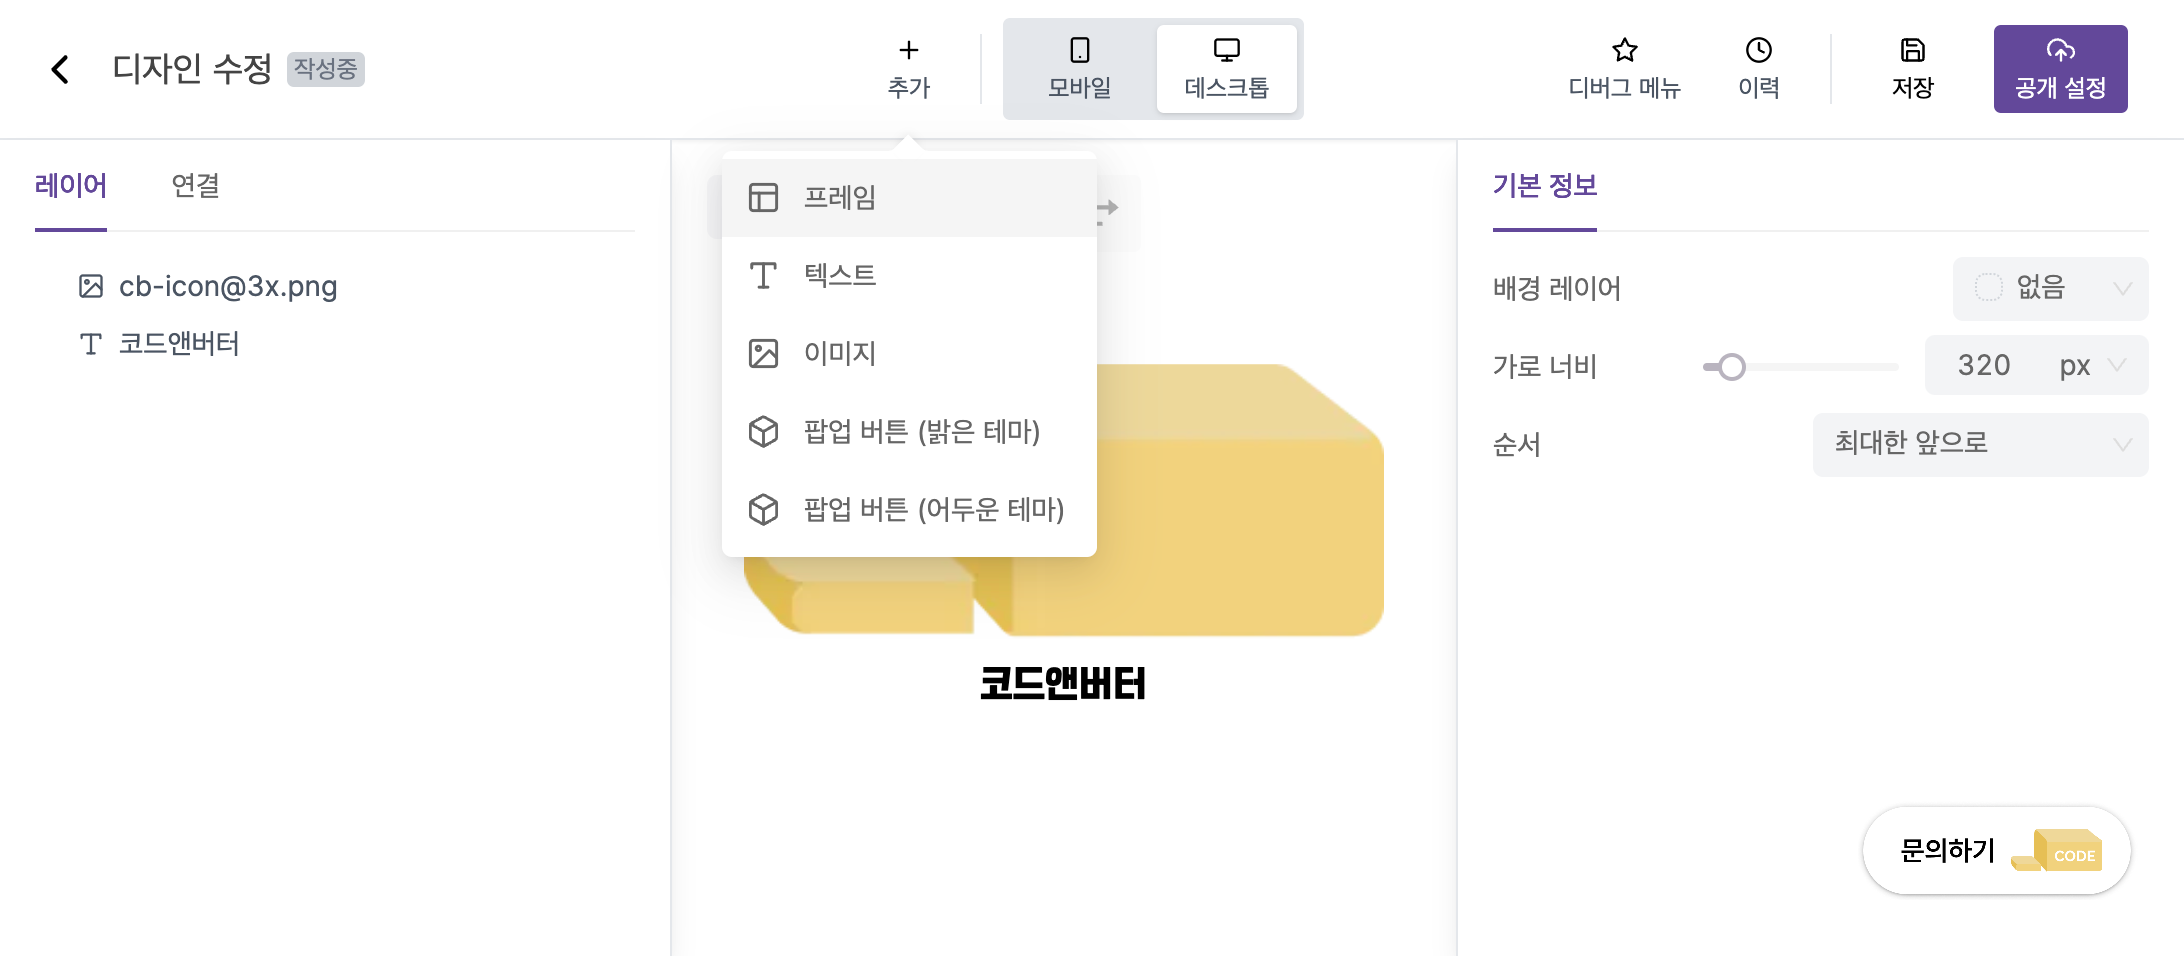 디자인 수정 작성중
추가
모바일
데스크톱
디버그 메뉴
이력
저장
공개 설정
레이어
연결
cb-icon@3x.png
코드앤버터
프레임
텍스트
이미지
팝업 버튼 (밝은 테마)
팝업 버튼 (어두운 테마)
코드앤버터
기본 정보
배경 레이어
없음
가로 너비
320 px
순서
최대한 앞으로
문의하기
CODE